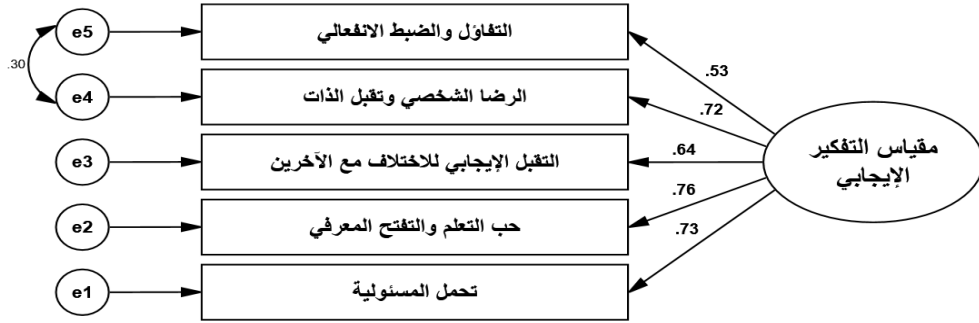 e5
التفاؤل والضبط الانفعالي
.53
.30
e4
الرضا الشخصي وتقبل الذات
.72
e3
التقبل الإيجابي للاختلاف مع الآخرين
.64
مقياس التفكير
الإيجابي
e2
حب التعلم والتفتح المعرفي
.76
e1
تحمل المسئولية
.73